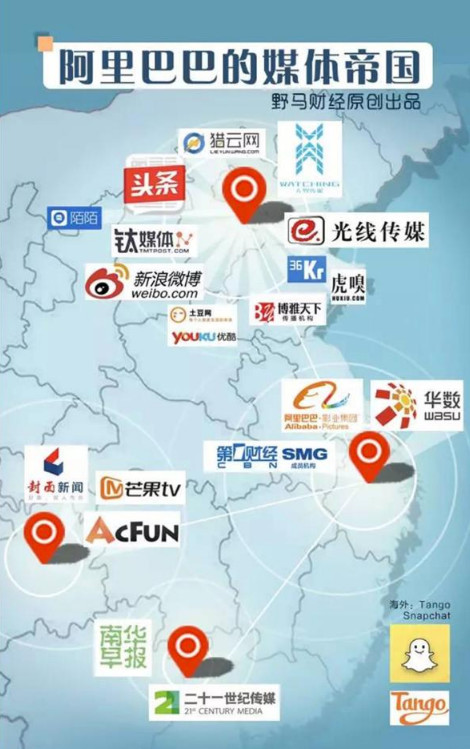 阿里巴巴的媒体帝国
野马财经原创出品
猎云网
LIEYUNWANG.COM
WATCHING
头条
陌陌
钛媒体
TMTPOST.COM
光线传媒
新浪微博
weibo.com
36Kr
虎嗅
HUXIU.COM
土豆网
YOUKU 优酷
博雅天下
传播机构
阿里巴巴·影业集团
Alibaba·Pictures
华数
wasu
第一财经
CBN
SMG
成员机构
封面新闻
芒果tv
AcFUN
南华早报
二十一世纪传媒
21st CENTURY MEDIA
海外：Tango
Snapchat
Tango